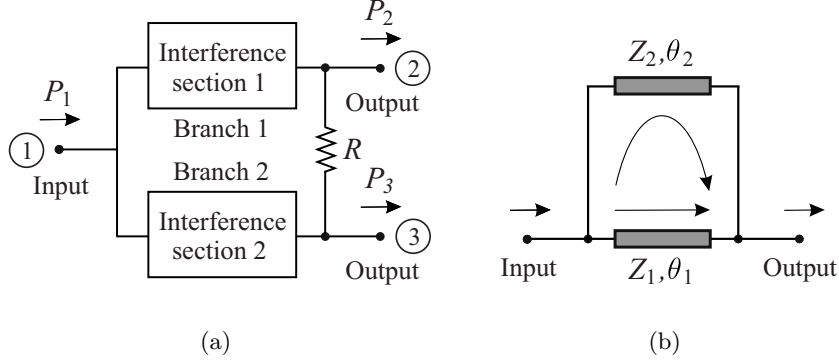 P₁
1
Input
Interference
section 1
Branch 1
Branch 2
Interference
section 2
P₂
2
Output
R
P₃
3
Output
(a)
Z₂,θ₂
Input
Z₁,θ₁
Output
(b)